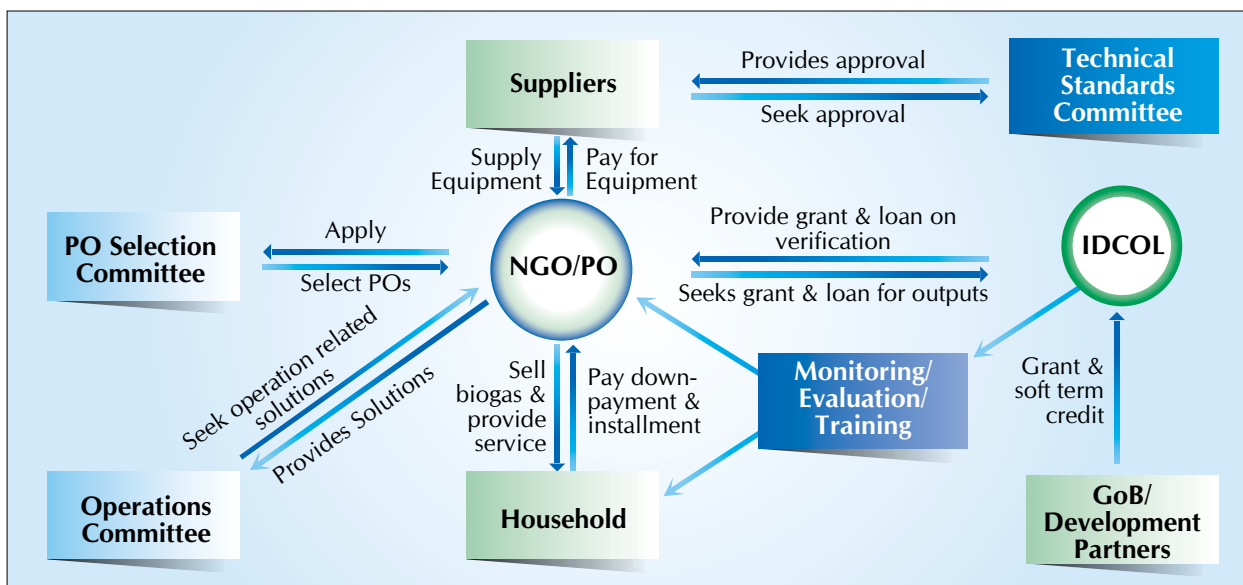 Suppliers
Provides approval
Seek approval
Technical
Standards
Committee
Supply
Equipment
Pay for
Equipment
PO Selection
Committee
Apply
Select POs
NGO/PO
Provide grant & loan on
verification
Seeks grant & loan for outputs
IDCOL
Seek operation related
solutions
Provides Solutions
Sell
biogas &
provide
service
Pay down-
payment &
installment
Monitoring/
Evaluation/
Training
Grant &
soft term
credit
Operations
Committee
Household
GoB/
Development
Partners